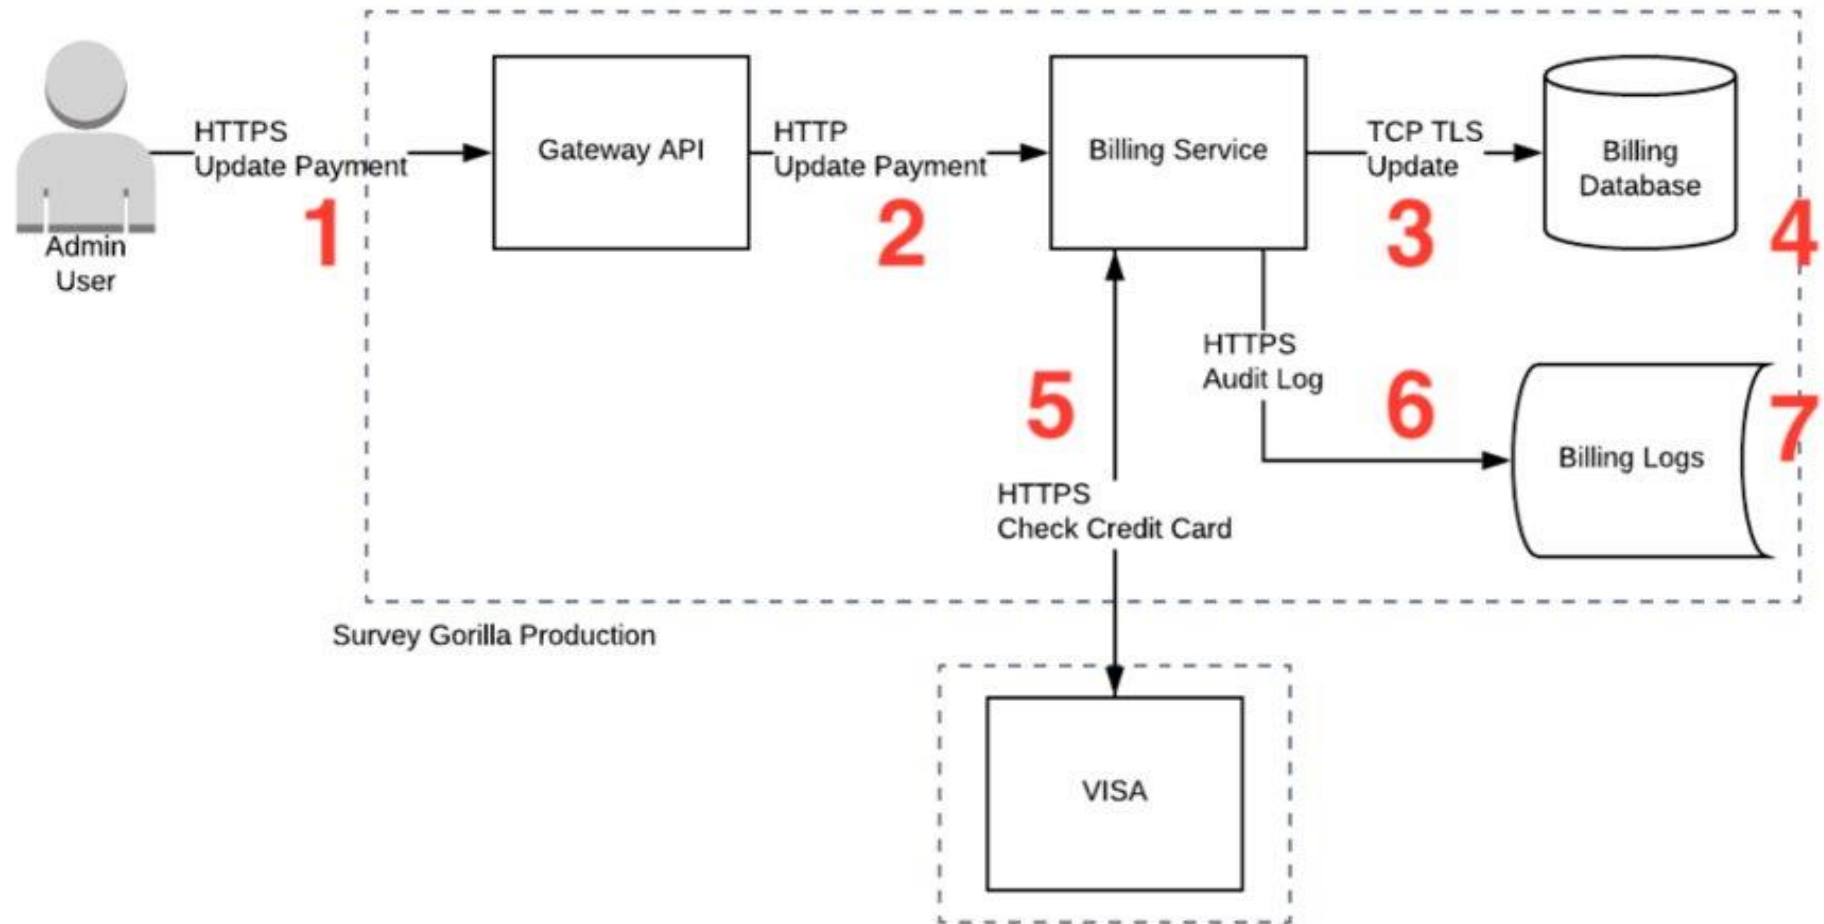 HTTPS
Update Payment
1
Admin
User
Gateway API
HTTP
Update Payment
2
Billing Service
TCP TLS
Update
3
Billing
Database
4
5
HTTPS
Audit Log
6
Billing Logs
7
HTTPS
Check Credit Card
Survey Gorilla Production
VISA